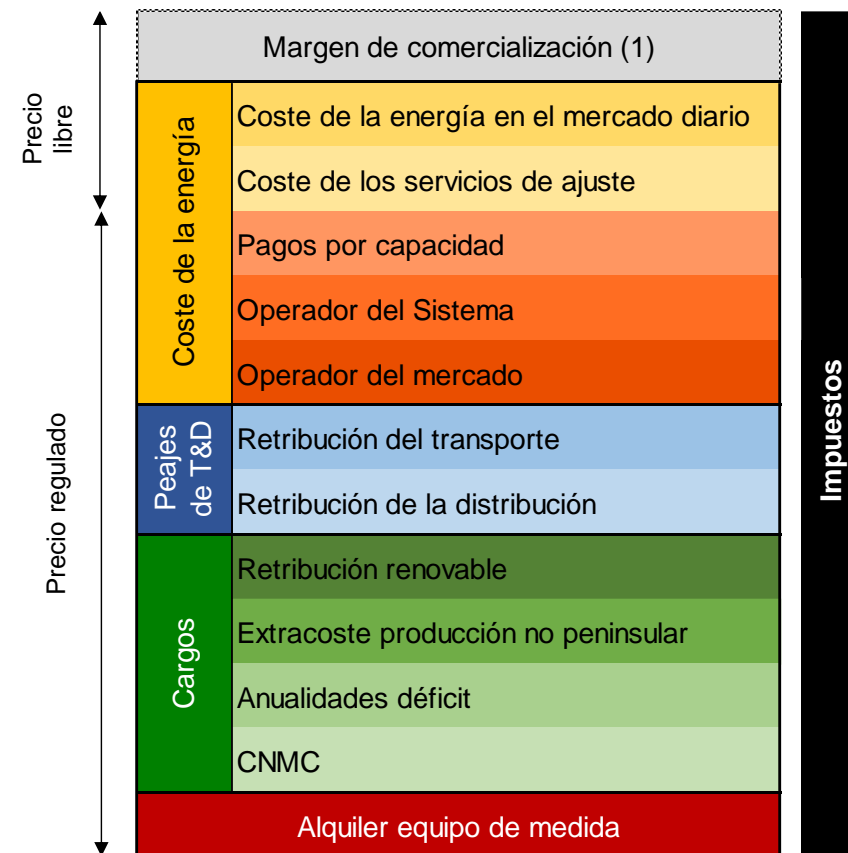 Margen de comercialización (1)
Precio
libre
Coste de la energía
Coste de la energía en el mercado diario
Coste de los servicios de ajuste
Pagos por capacidad
Operador del Sistema
Operador del mercado
Precio regulado
Peajes
de T&D
Retribución del transporte
Retribución de la distribución
Cargos
Retribución renovable
Extracoste producción no peninsular
Anualidades déficit
CNMC
Alquiler equipo de medida
Impuestos